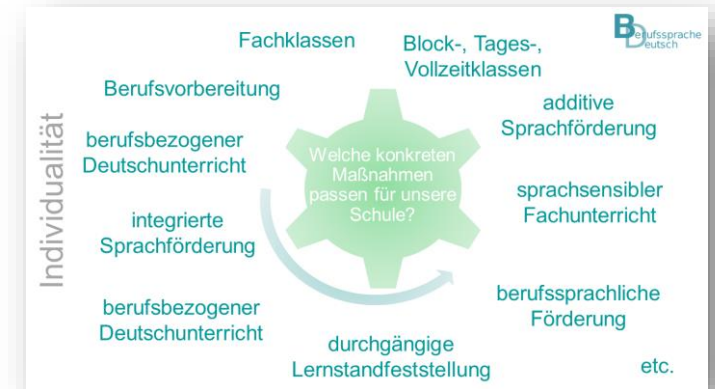 Fachklassen
Block-, Tages-,
Vollzeitklassen
Berufssprache
Deutsch
Individualität
Berufsvorbereitung
additive
Sprachförderung
berufsbezogener
Deutschunterricht
Welche konkreten
Maßnahmen
passen für unsere
Schule?
sprachsensibler
Fachunterricht
integrierte
Sprachförderung
berufssprachliche
Förderung
berufsbezogener
Deutschunterricht
durchgängige
Lernstandfeststellung
etc.